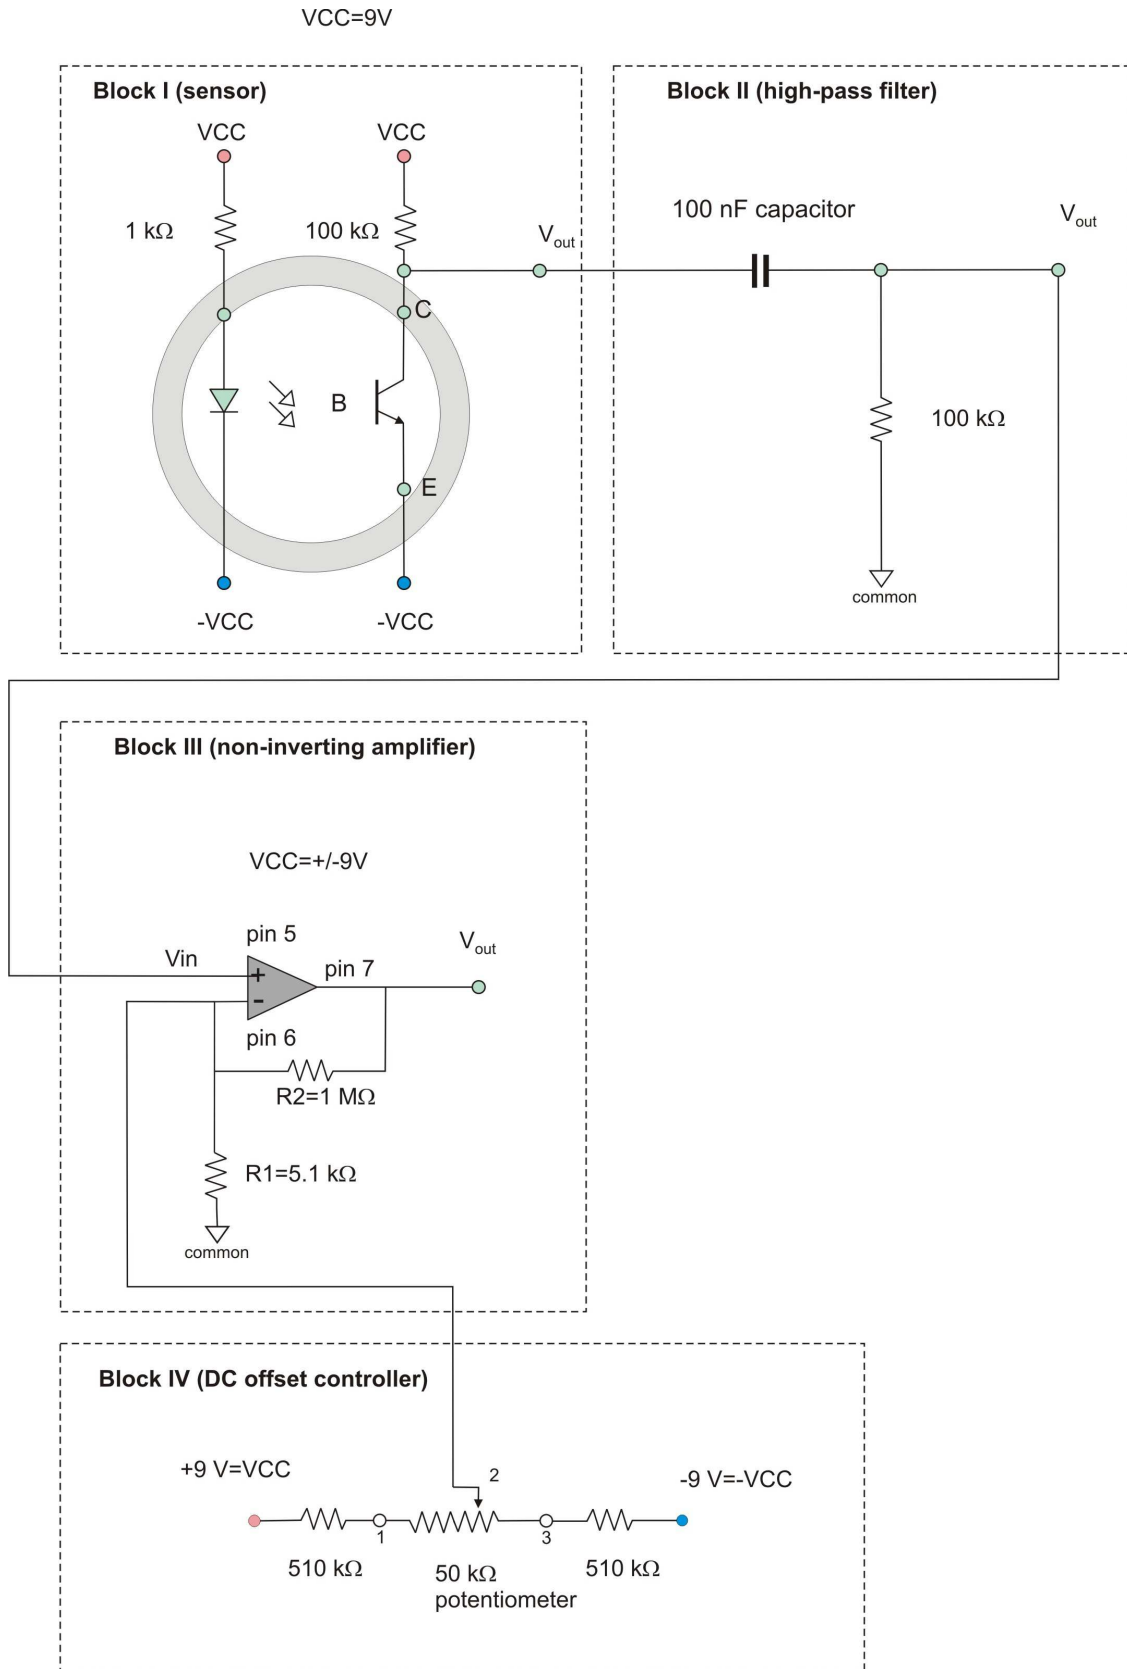 VCC=9V
Block I (sensor)
VCC
VCC
1 kΩ
100 kΩ
Vout
C
B
E
-VCC
-VCC
Block II (high-pass filter)
100 nF capacitor
Vout
100 kΩ
common
Block III (non-inverting amplifier)
VCC=+/-9V
pin 5
Vin
+
-
pin 7
Vout
pin 6
R2=1 MΩ
R1=5.1 kΩ
common
Block IV (DC offset controller)
+9 V=VCC
2
-9 V=-VCC
1
3
510 kΩ
50 kΩ
potentiometer
510 kΩ